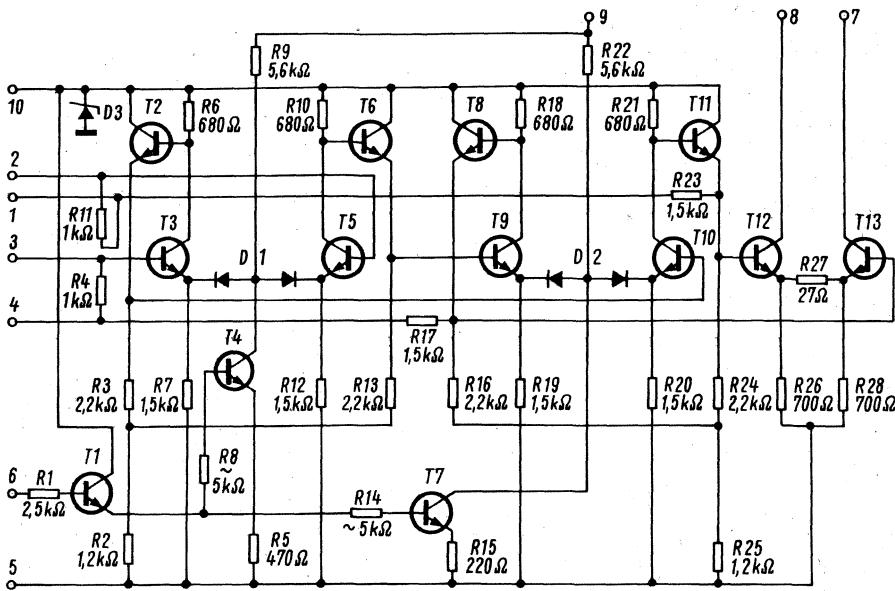 9
8
7
R9
5,6kΩ
R22
5,6kΩ
10
D3
T2
R6
680Ω
R10
680Ω
T6
T8
R18
680Ω
R21
680Ω
T11
2
1
R11
1kΩ
R23
1,5kΩ
3
T3
D 1
T5
T9
D 2
T10
T12
T13
R4
1kΩ
R27
27Ω
4
R17
1,5kΩ
T4
R3
2,2kΩ
R7
1,5kΩ
R12
1,5kΩ
R13
2,2kΩ
R16
2,2kΩ
R19
1,5kΩ
R20
1,5kΩ
R24
2,2kΩ
R26
700Ω
R28
700Ω
T1
R8
~
5kΩ
6
R1
2,5kΩ
R14
~5kΩ
T7
R2
1,2kΩ
R5
470Ω
R15
220Ω
R25
1,2kΩ
5